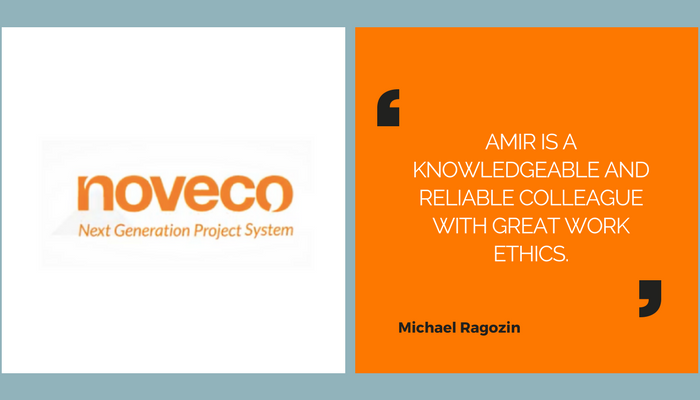 noveco
Next Generation Project System
AMIR IS A
KNOWLEDGEABLE AND
RELIABLE COLLEAGUE
WITH GREAT WORK
ETHICS.
Michael Ragozin